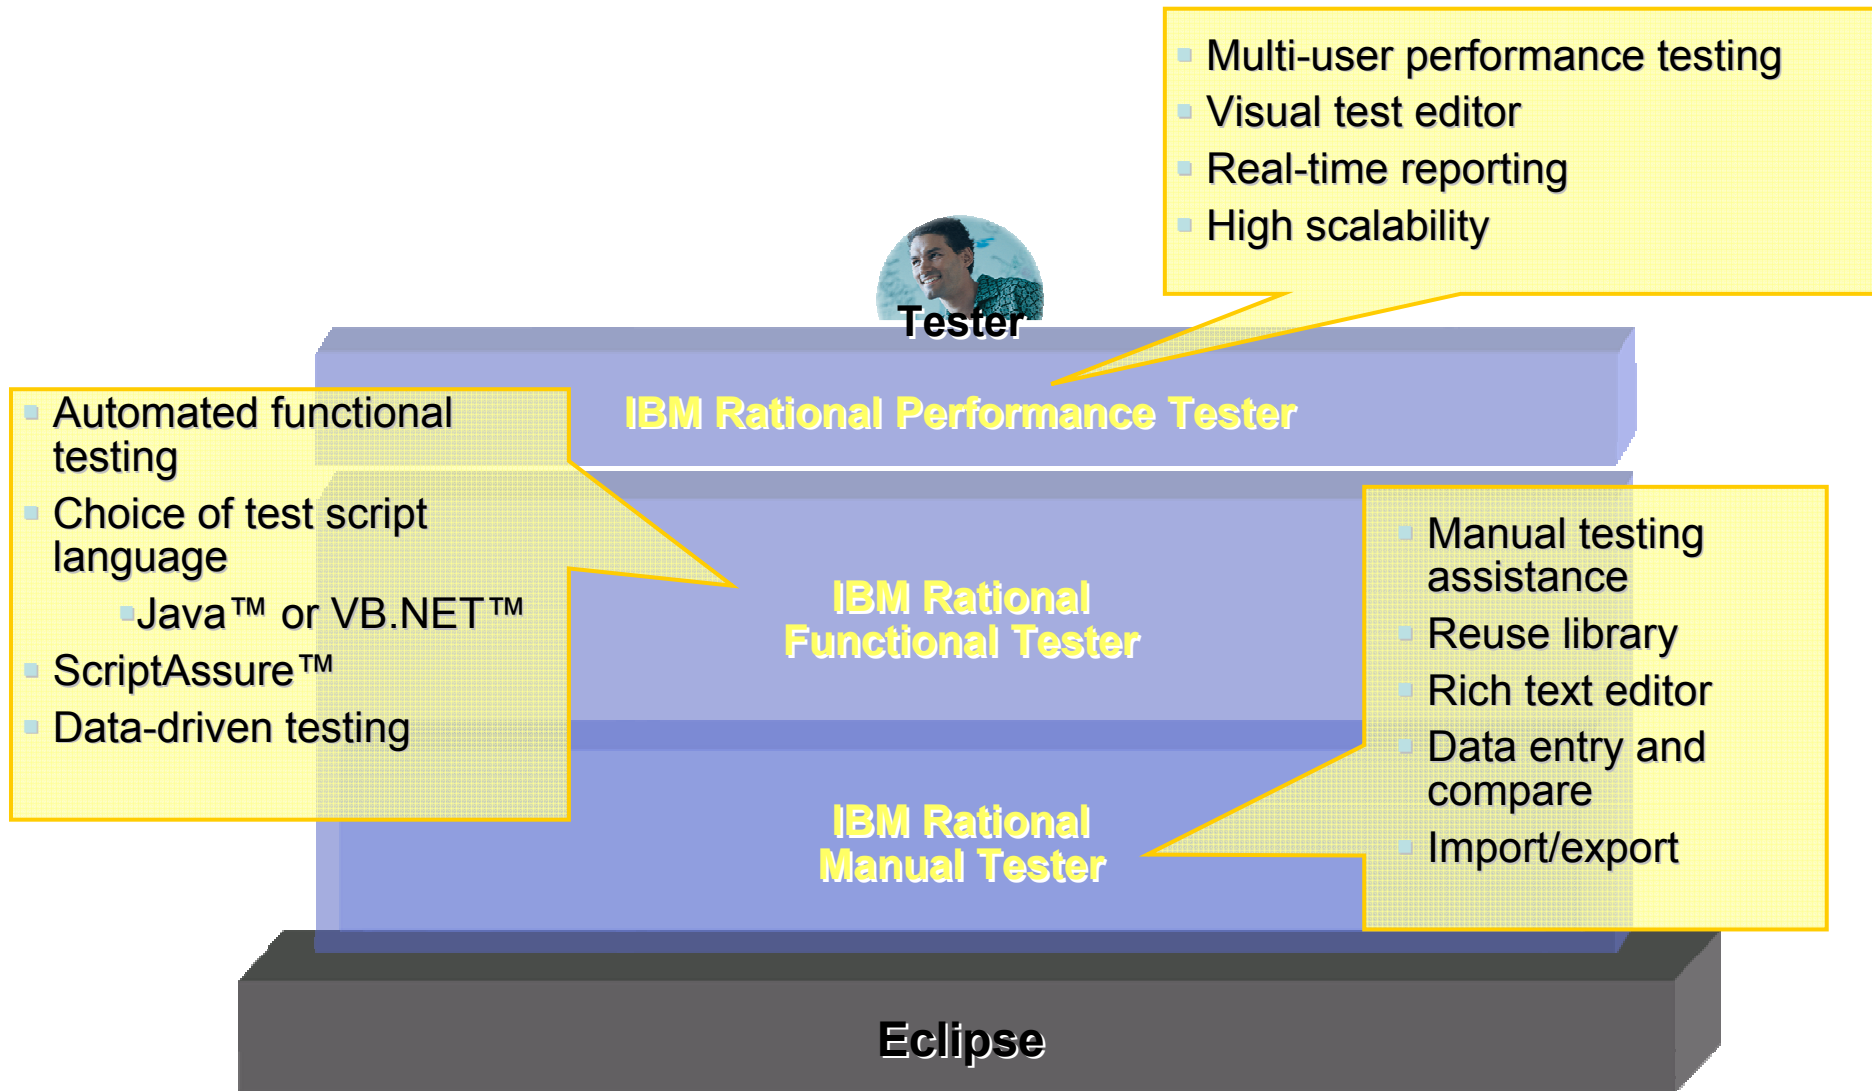 Multi-user performance testing
Visual test editor
Real-time reporting
High scalability
Tester
IBM Rational Performance Tester
Automated functional
testing
Choice of test script
language
Java™ or VB.NET™
ScriptAssure™
Data-driven testing
IBM Rational
Functional Tester
Manual testing
assistance
Reuse library
Rich text editor
Data entry and
compare
Import/export
IBM Rational
Manual Tester
Eclipse